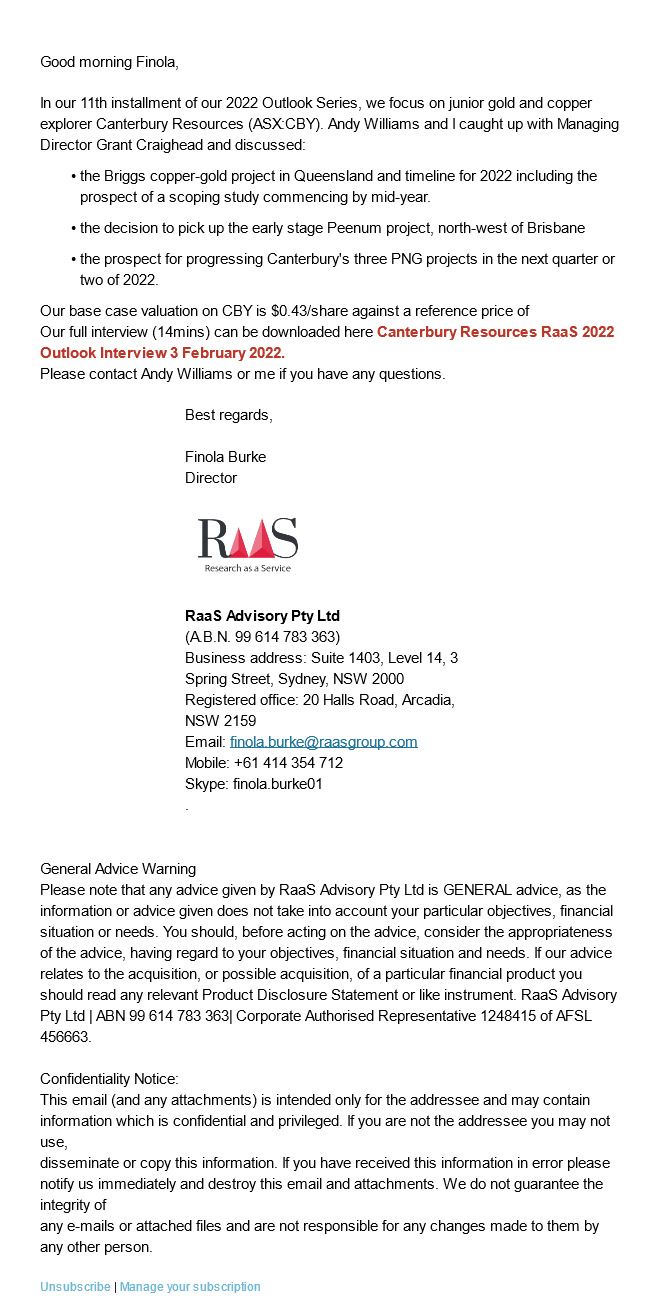 Good morning Finola,
In our 11th installment of our 2022 Outlook Series, we focus on junior gold and copper
explorer Canterbury Resources (ASX:CBY). Andy Williams and I caught up with Managing
Director Grant Craighead and discussed:
• the Briggs copper-gold project in Queensland and timeline for 2022 including the
prospect of a scoping study commencing by mid-year.
• the decision to pick up the early stage Peenum project, north-west of Brisbane
• the prospect for progressing Canterbury's three PNG projects in the next quarter or
two of 2022.
Our base case valuation on CBY is $0.43/share against a reference price of
Our full interview (14mins) can be downloaded here Canterbury Resources RaaS 2022
Outlook Interview 3 February 2022.
Please contact Andy Williams or me if you have any questions.
Best regards,
Finola Burke
Director
RAAS
Research as a Service
RaaS Advisory Pty Ltd
(A.B.N. 99 614 783 363)
Business address: Suite 1403, Level 14, 3
Spring Street, Sydney, NSW 2000
Registered office: 20 Halls Road, Arcadia,
NSW 2159
Email: finola.burke@raasgroup.com
Mobile: +61 414 354 712
Skype: finola.burke01
.
General Advice Warning
Please note that any advice given by RaaS Advisory Pty Ltd is GENERAL advice, as the
information or advice given does not take into account your particular objectives, financial
situation or needs. You should, before acting on the advice, consider the appropriateness
of the advice, having regard to your objectives, financial situation and needs. If our advice
relates to the acquisition, or possible acquisition, of a particular financial product you
should read any relevant Product Disclosure Statement or like instrument. RaaS Advisory
Pty Ltd | ABN 99 614 783 363| Corporate Authorised Representative 1248415 of AFSL
456663.
Confidentiality Notice:
This email (and any attachments) is intended only for the addressee and may contain
information which is confidential and privileged. If you are not the addressee you may not
use,
disseminate or copy this information. If you have received this information in error please
notify us immediately and destroy this email and attachments. We do not guarantee the
integrity of
any e-mails or attached files and are not responsible for any changes made to them by
any other person.
Unsubscribe | Manage your subscription